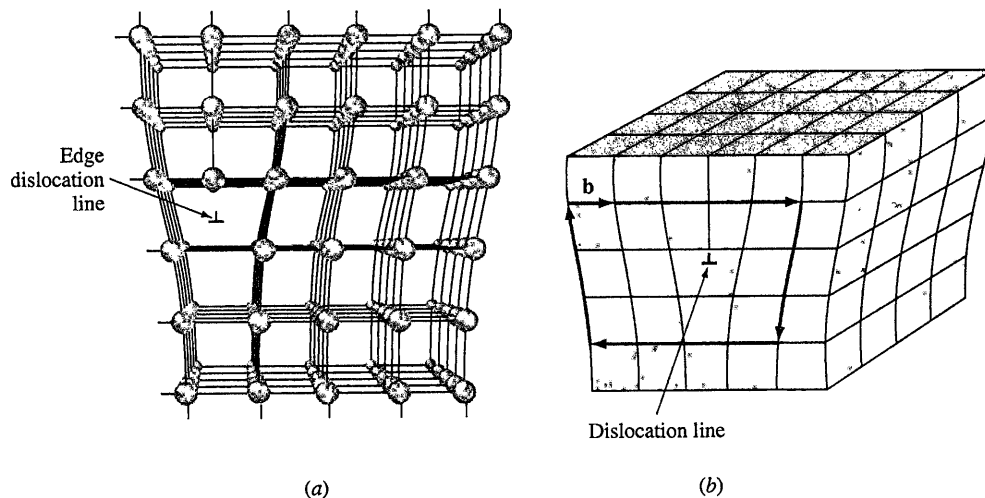 Edge
dislocation
line
b
Dislocation line
(a)
(b)